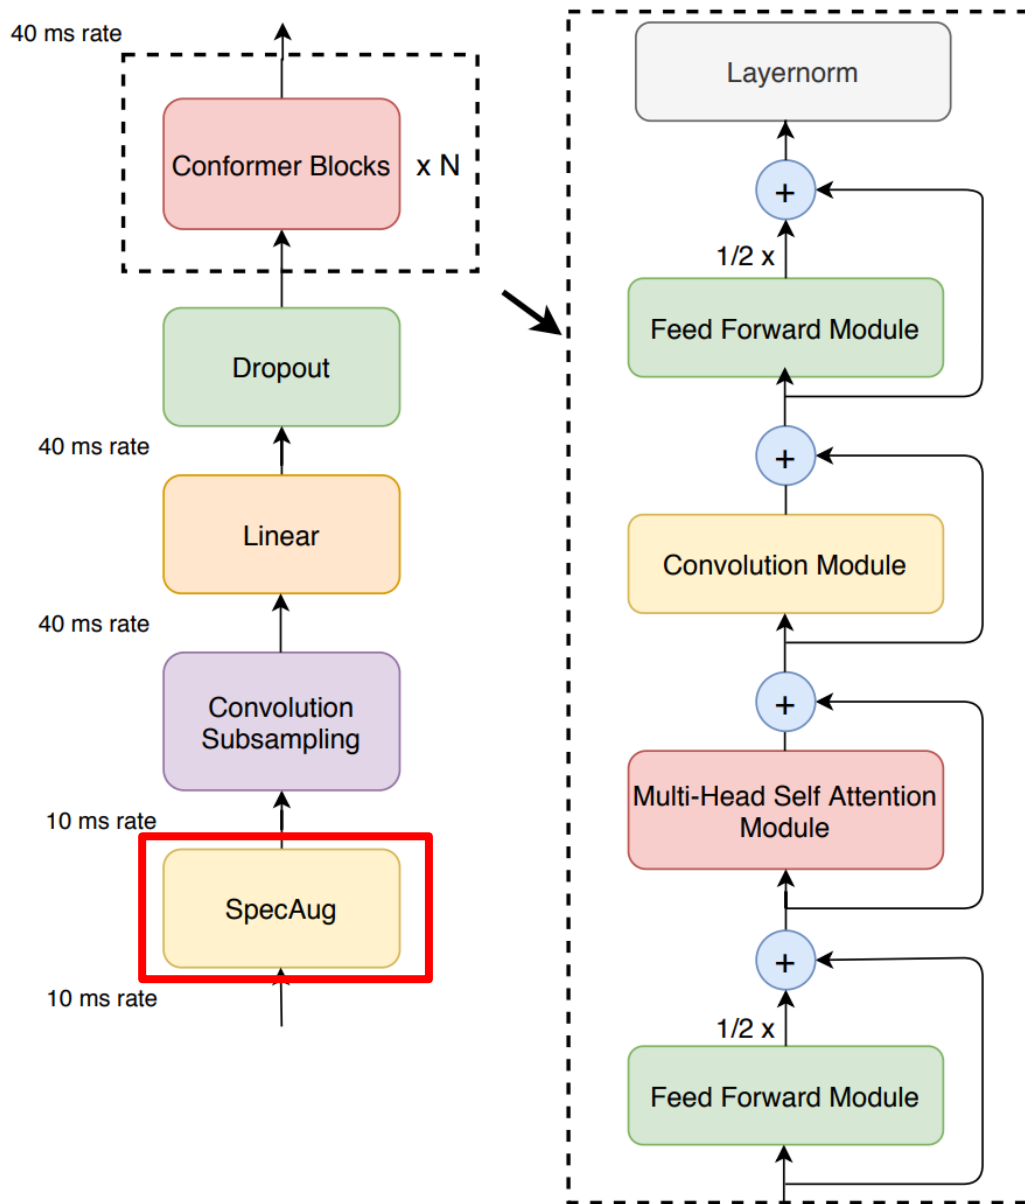 40 ms rate
Conformer Blocks
x N
Dropout
40 ms rate
Linear
40 ms rate
Convolution
Subsampling
10 ms rate
SpecAug
10 ms rate
Layernorm
+
1/2 x
Feed Forward Module
+
Convolution Module
+
Multi-Head Self Attention
Module
+
1/2 x
Feed Forward Module